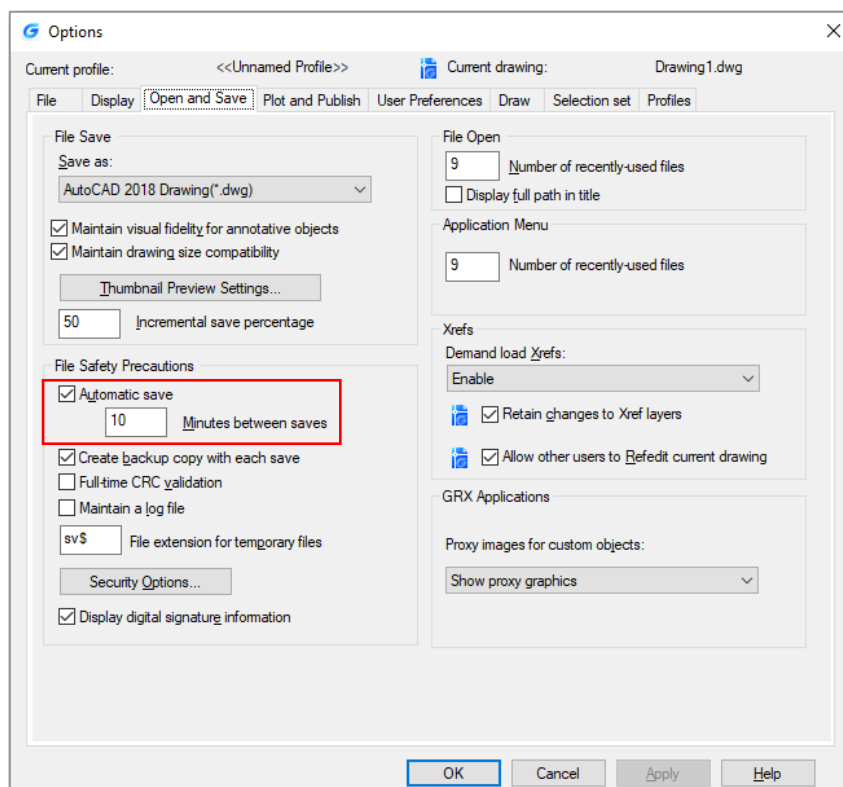 Options
Current profile: <<Unnamed Profile>> Current drawing: Drawing1.dwg
File Display Open and Save Plot and Publish User Preferences Draw Selection set Profiles
File Save
Save as:
AutoCAD 2018 Drawing(*.dwg)
Maintain visual fidelity for annotative objects
Maintain drawing size compatibility
Thumbnail Preview Settings...
50 Incremental save percentage
File Safety Precautions
Automatic save
10 Minutes between saves
Create backup copy with each save
Full-time CRC validation
Maintain a log file
sv$ File extension for temporary files
Security Options...
Display digital signature information
File Open
9 Number of recently-used files
Display full path in title
Application Menu
9 Number of recently-used files
Xrefs
Demand load Xrefs:
Enable
Retain changes to Xref layers
Allow other users to Refedit current drawing
GRX Applications
Proxy images for custom objects:
Show proxy graphics
OK Cancel Apply Help